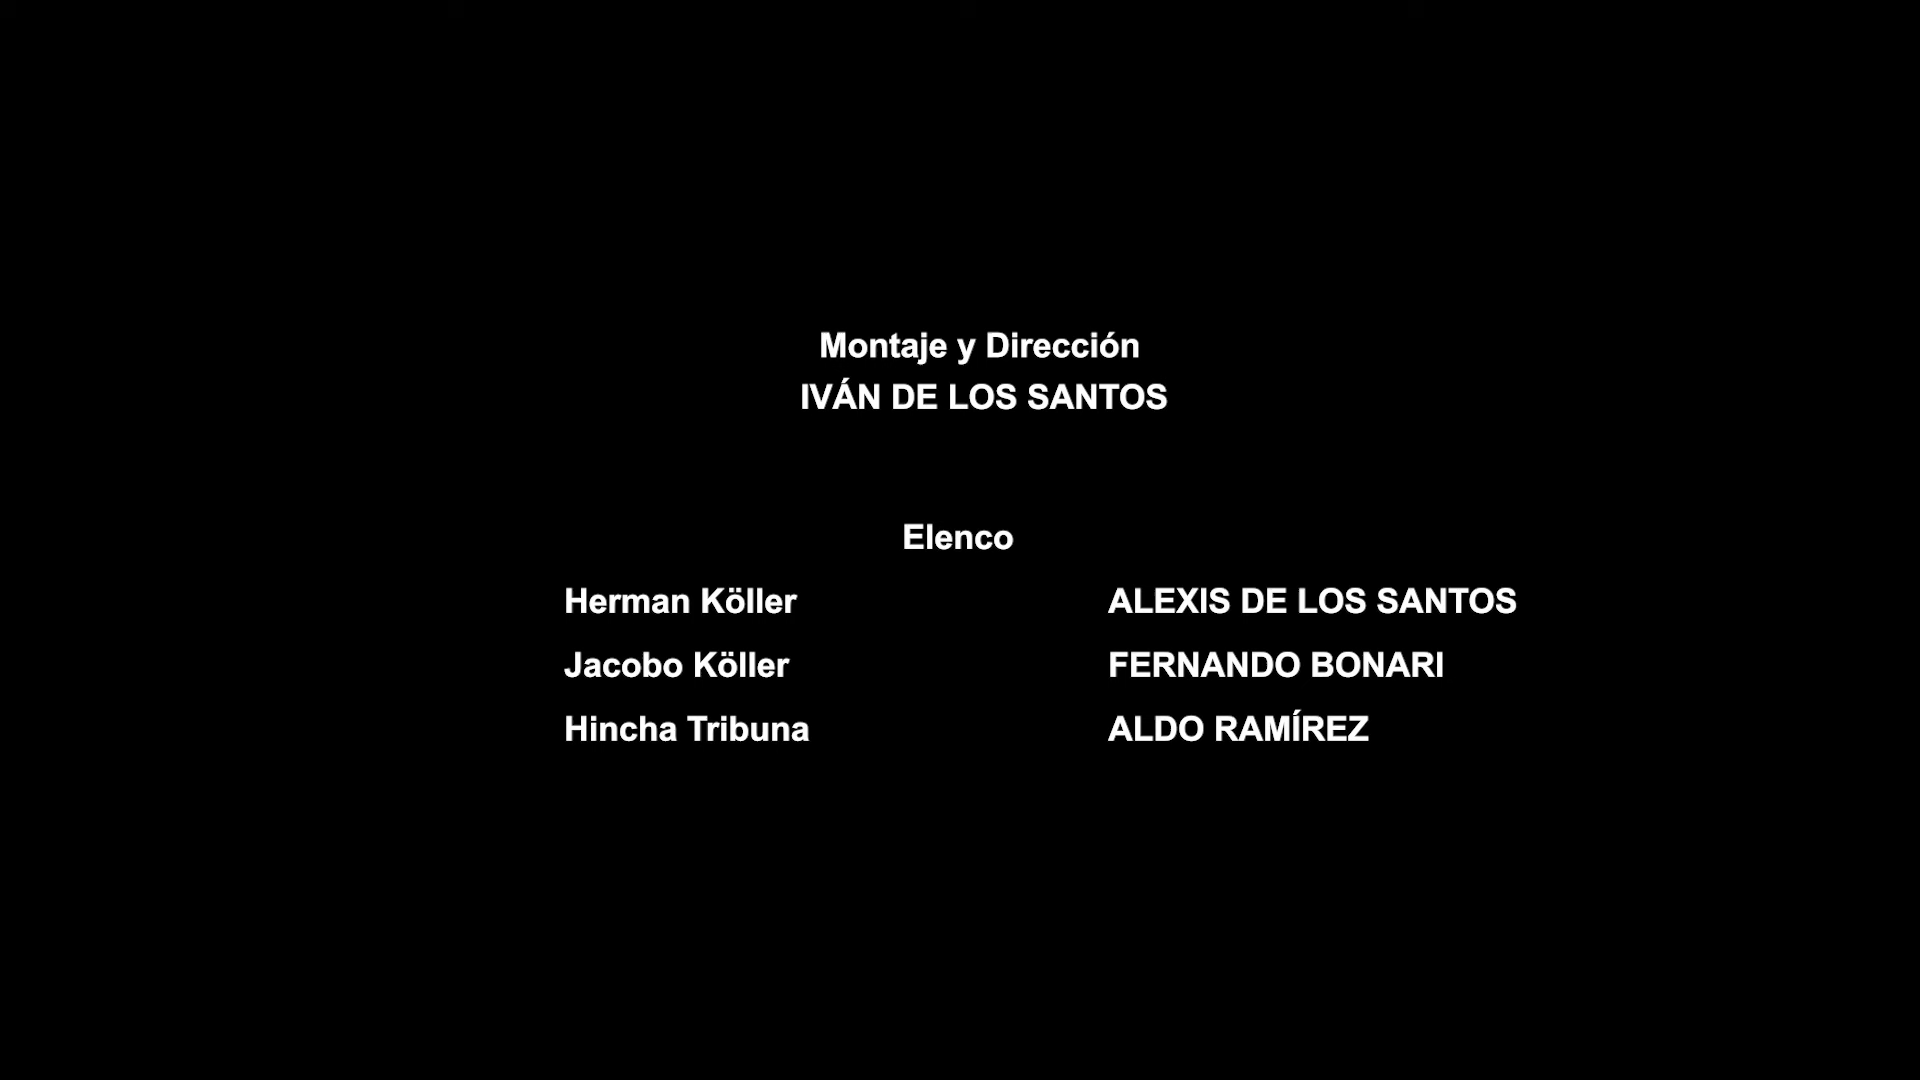 Montaje y Dirección
IVÁN DE LOS SANTOS
Elenco
Herman Köller ALEXIS DE LOS SANTOS
Jacobo Köller FERNANDO BONARI
Hincha Tribuna ALDO RAMÍREZ